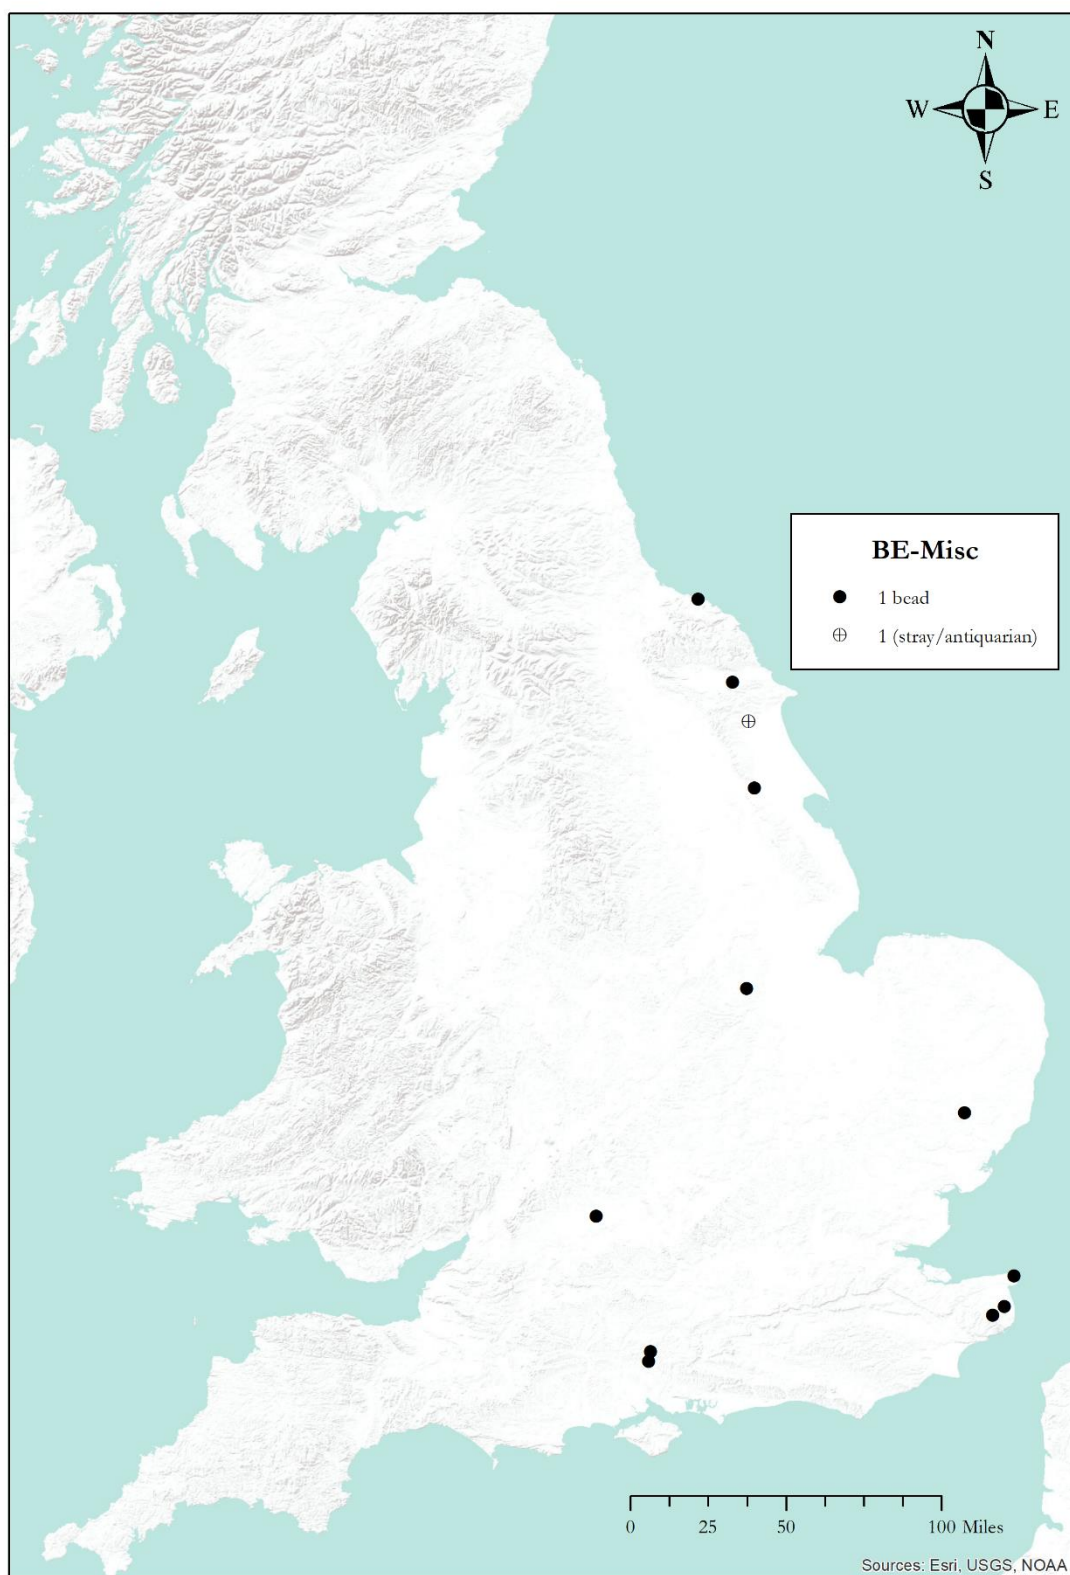 N
W E
S
BE-Misc
1 bead
1 (stray/antiquarian)
0 25 50 100 Miles
Sources: Esri, USGS, NOAA